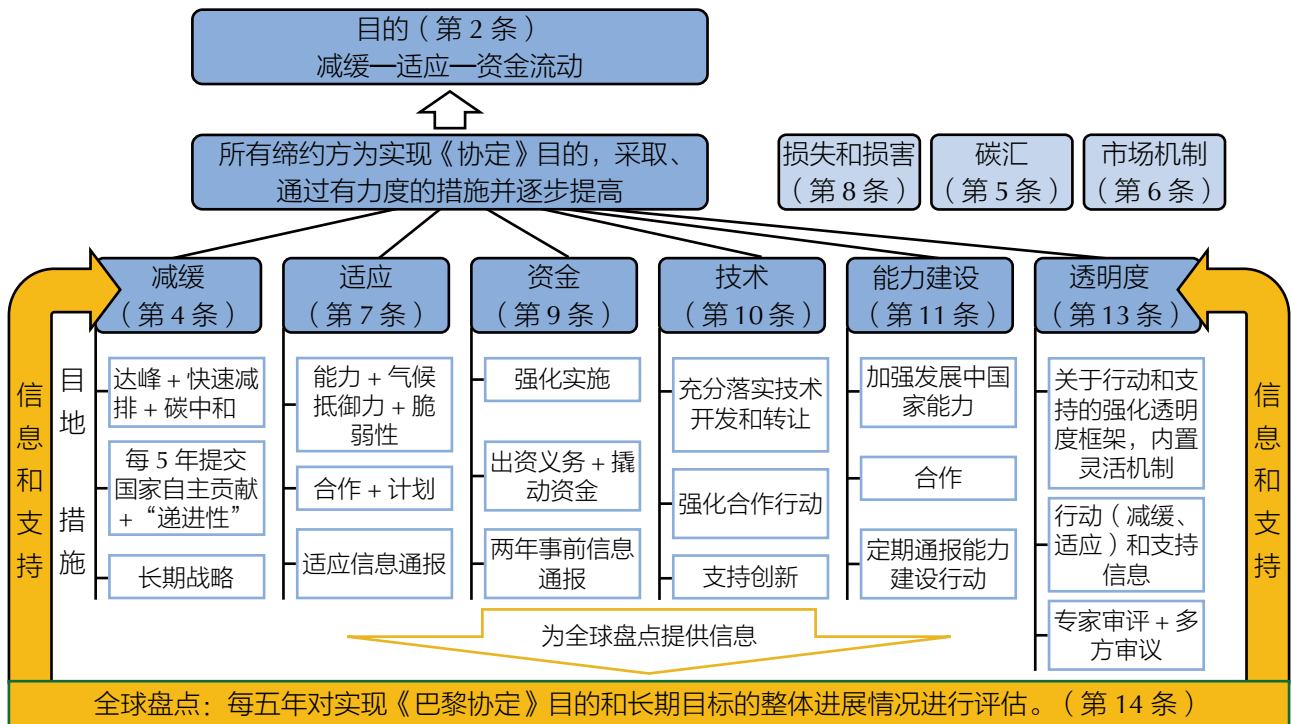 目的（第 2 条）
减缓—适应—资金流动
所有缔约方为实现《协定》目的，采取、
通过有力度的措施并逐步提高
损失和损害
（第 8 条）
碳汇
（第 5 条）
市场机制
（第 6 条）
减缓
（第 4 条）
适应
（第 7 条）
资金
（第 9 条）
技术
（第 10 条）
能力建设
（第 11 条）
透明度
（第 13 条）
信息和支持
目地
措施
达峰 + 快速减
排 + 碳中和
每 5 年提交
国家自主贡献
+ “递进性”
长期战略
能力 + 气候
抵御力 + 脆
弱性
合作 + 计划
适应信息通报
强化实施
出资义务 + 撬
动资金
两年事前信息
通报
充分落实技术
开发和转让
强化合作行动
支持创新
加强发展中国
家能力
合作
定期通报能力
建设行动
关于行动和支
持的强化透明
度框架，内置
灵活机制
行动（减缓、
适应）和支持
信息
专家审评 + 多
方审议
信息和支持
为全球盘点提供信息
全球盘点：每五年对实现《巴黎协定》目的和长期目标的整体进展情况进行评估。（第 14 条）